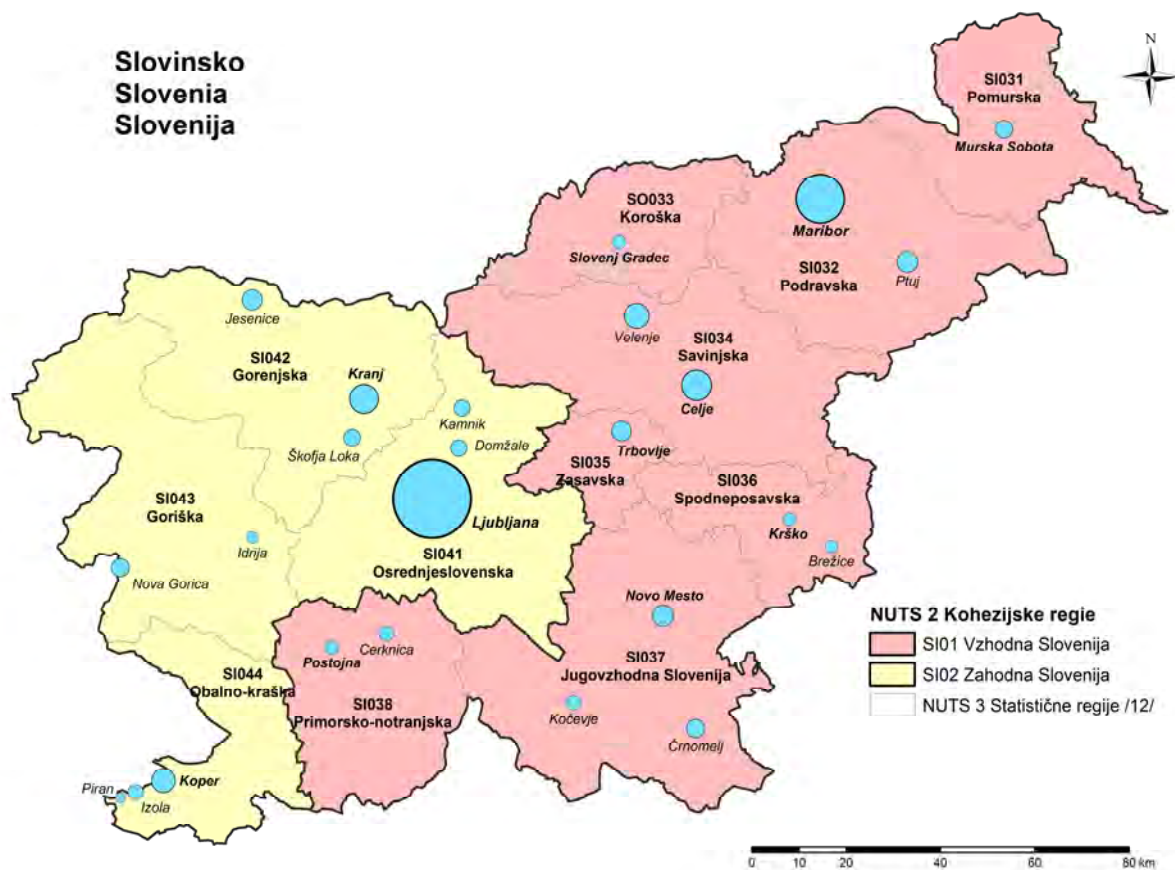 Slovinsko
Slovenia
Slovenija
N
SI031
Pomurska
Murska Sobota
SO033
Koroška
Slovenj Gradec
Maribor
SI032
Podravska
Ptuj
Jesenice
Velenje
SI034
Savinjska
SI042
Gorenjska
Kranj
Celje
Kamnik
Škofja Loka
Domžale
Trbovlje
SI035
Zasavska
SI036
Spodneposavska
SI043
Goriška
Ljubljana
Krško
Idrija
SI041
Osrednjeslovenska
Brežice
Nova Gorica
Novo Mesto
Postojna
Cerknica
SI037
Jugovzhodna Slovenija
SI044
Obalno-kraška
SI038
Primorsko-notranjska
Kočevje
Črnomelj
Piran
Koper
Izola
NUTS 2 Kohezijske regie
SI01 Vzhodna Slovenija
SI02 Zahodna Slovenija
NUTS 3 Statistične regije /12/
0 10 20 40 60 80 km